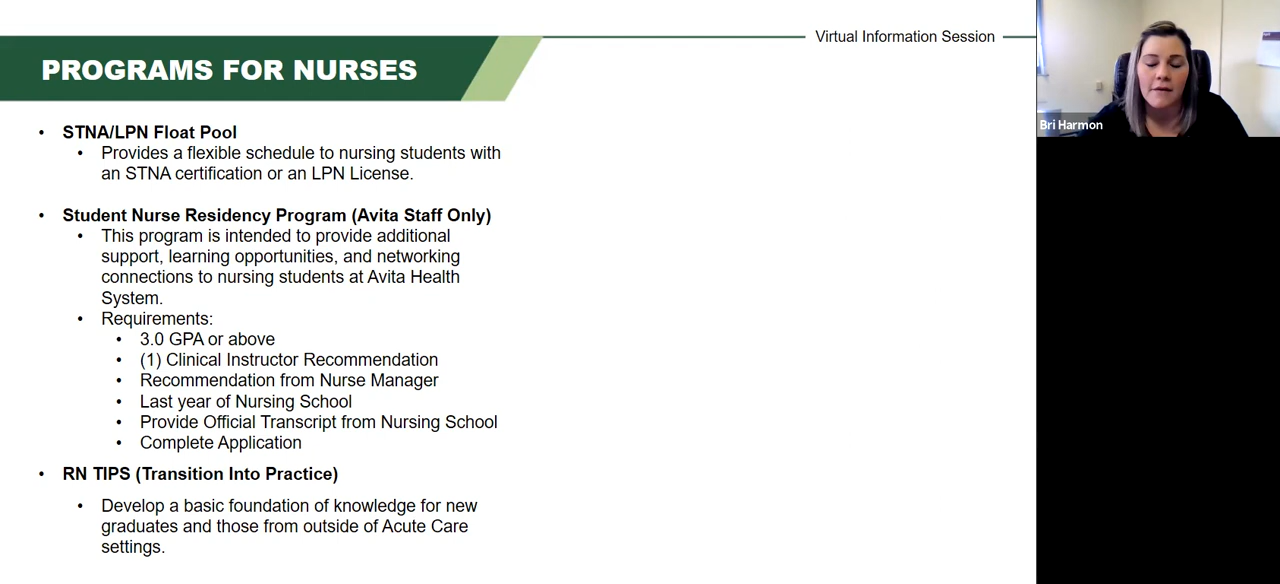 Virtual Information Session
PROGRAMS FOR NURSES
• STNA/LPN Float Pool
• Provides a flexible schedule to nursing students with
an STNA certification or an LPN License.
• Student Nurse Residency Program (Avita Staff Only)
• This program is intended to provide additional
support, learning opportunities, and networking
connections to nursing students at Avita Health
System.
• Requirements:
• 3.0 GPA or above
• (1) Clinical Instructor Recommendation
• Recommendation from Nurse Manager
• Last year of Nursing School
• Provide Official Transcript from Nursing School
• Complete Application
• RN TIPS (Transition Into Practice)
• Develop a basic foundation of knowledge for new
graduates and those from outside of Acute Care
settings.
Bri Harmon